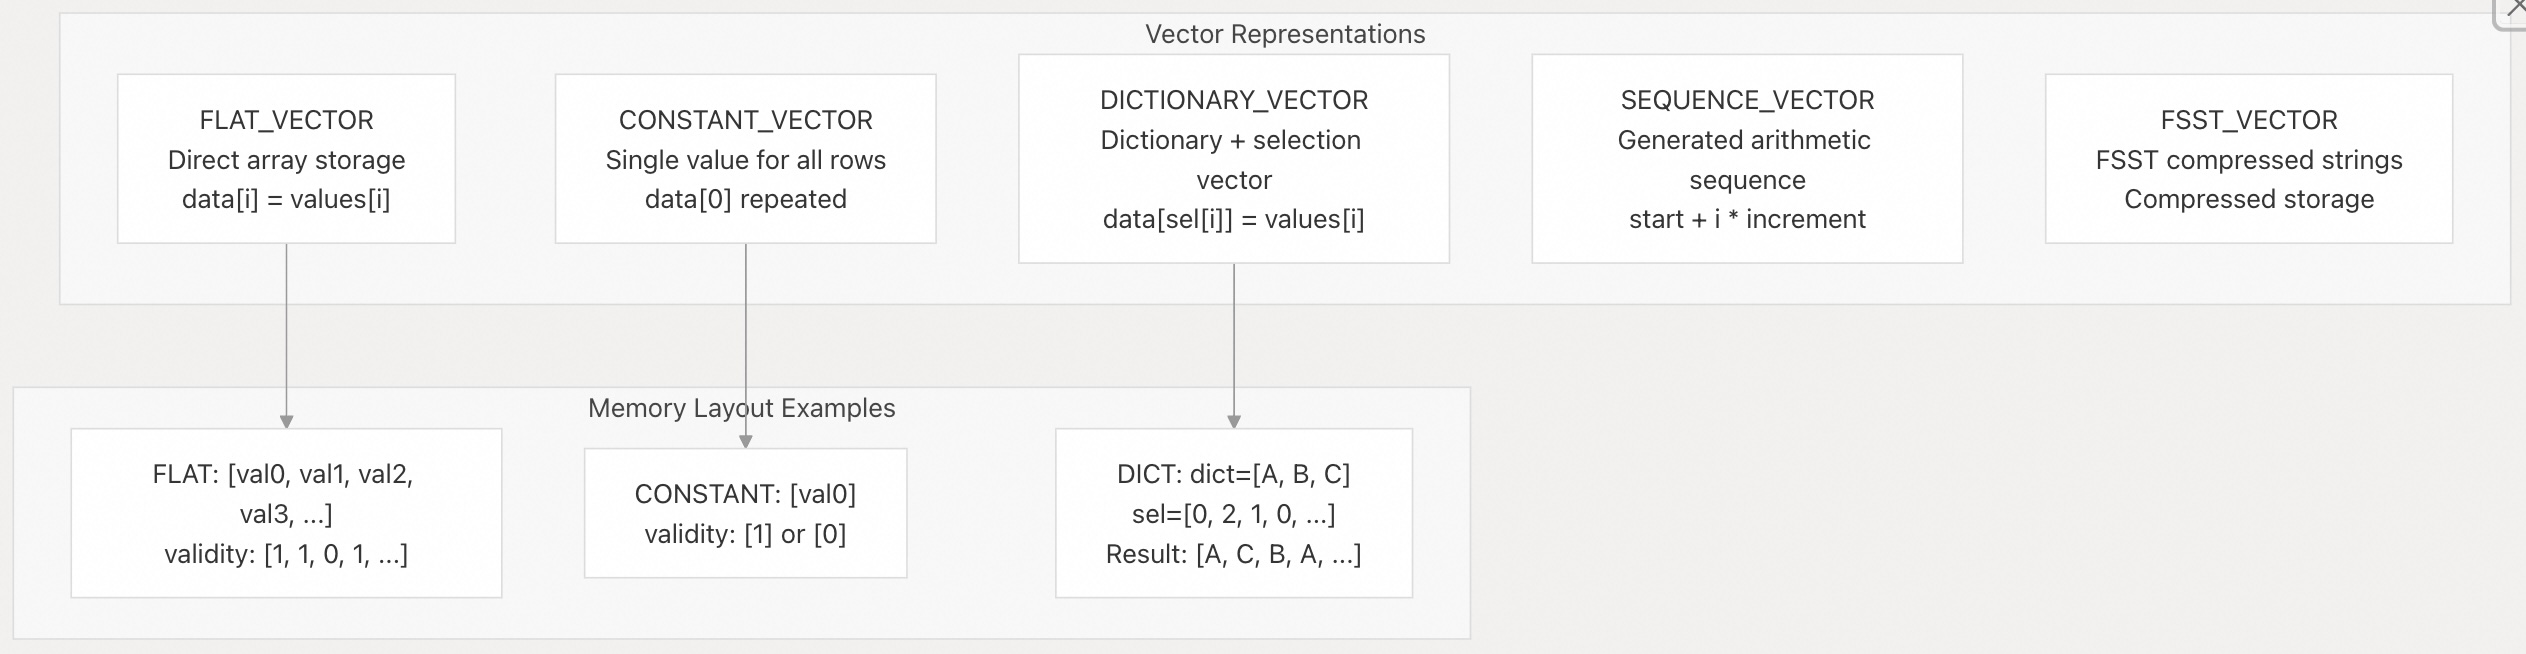 Vector Representations
FLAT_VECTOR
Direct array storage
data[i] = values[i]
CONSTANT_VECTOR
Single value for all rows
data[0] repeated
DICTIONARY_VECTOR
Dictionary + selection
vector
data[sel[i]] = values[i]
SEQUENCE_VECTOR
Generated arithmetic
sequence
start + i * increment
FSST_VECTOR
FSST compressed strings
Compressed storage
Memory Layout Examples
FLAT: [val0, val1, val2,
val3, ...]
validity: [1, 1, 0, 1, ...]
CONSTANT: [val0]
validity: [1] or [0]
DICT: dict=[A, B, C]
sel=[0, 2, 1, 0, ...]
Result: [A, C, B, A, ...]